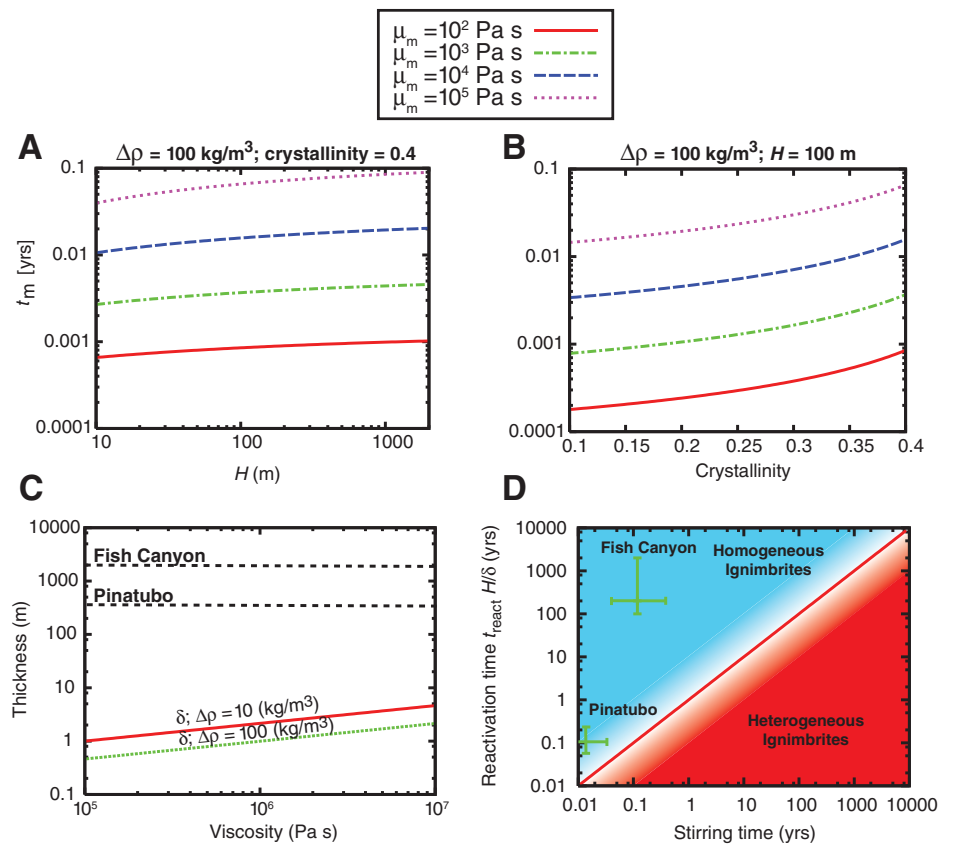 μm =10² Pa s
μm =10³ Pa s
μm =10⁴ Pa s
μm =10⁵ Pa s
A
Δρ = 100 kg/m³; crystallinity = 0.4
0.1
0.01
0.001
0.0001
tm [yrs]
10
100
1000
H (m)
B
Δρ = 100 kg/m³; H = 100 m
0.1
0.01
0.001
0.0001
0.1
0.15
0.2
0.25
0.3
0.35
0.4
Crystallinity
C
10000
1000
100
10
1
0.1
Thickness (m)
Fish Canyon
Pinatubo
δ; Δρ = 10 (kg/m3)
δ; Δρ = 100 (kg/m3)
10⁵
10⁶
10⁷
Viscosity (Pa s)
D
10000
1000
100
10
1
0.1
0.01
Reactivation time treact H/δ (yrs)
Fish Canyon
Homogeneous
Ignimbrites
Pinatubo
Heterogeneous
Ignimbrites
0.01
0.1
1
10
100
1000
10000
Stirring time (yrs)